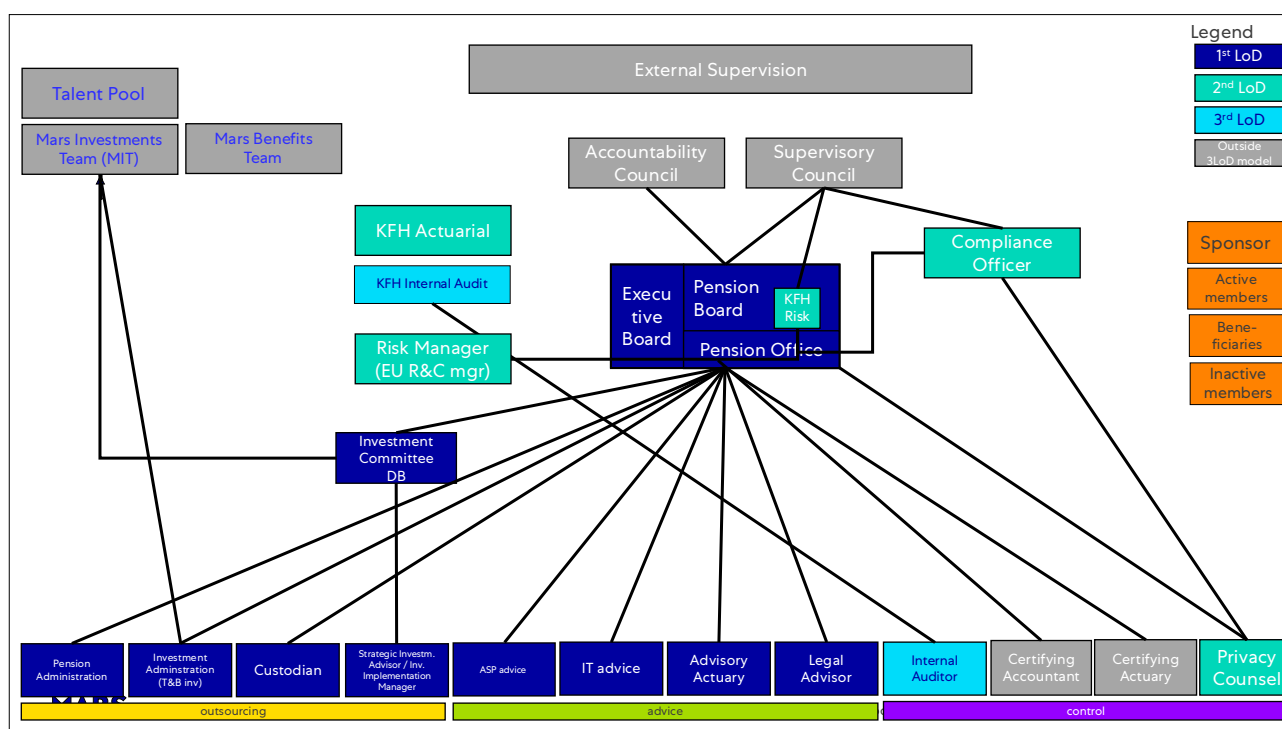 Legend
1st LoD
2nd LoD
3rd LoD
Outside
3LoD model
External Supervision
Talent Pool
Mars Investments
Team (MIT)
Mars Benefits
Team
Accountability
Council
Supervisory
Council
KFH Actuarial
KFH Internal Audit
Risk Manager
(EU R&C mgr)
Execu
tive
Board
Pension
Board
KFH
Risk
Pension Office
Compliance
Officer
Sponsor
Active
members
Bene-
ficiaries
Inactive
members
Investment
Committee
DB
Pension
Administration
Investment
Adminstration
(T&B inv)
Custodian
Strategic Investm.
Advisor / Inv.
Implementation
Manager
ASP advice
IT advice
Advisory
Actuary
Legal
Advisor
Internal
Auditor
Certifying
Accountant
Certifying
Actuary
Privacy
Counsel
MARS
outsourcing
advice
control